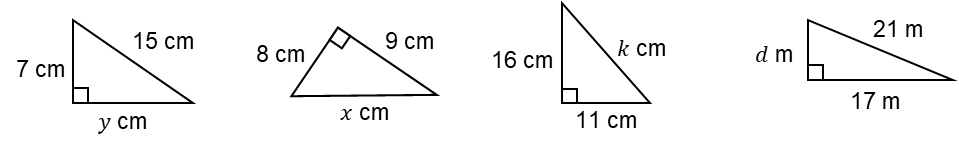 7 cm
15 cm
y cm
8 cm
9 cm
x cm
16 cm
k cm
11 cm
d m
21 m
17 m